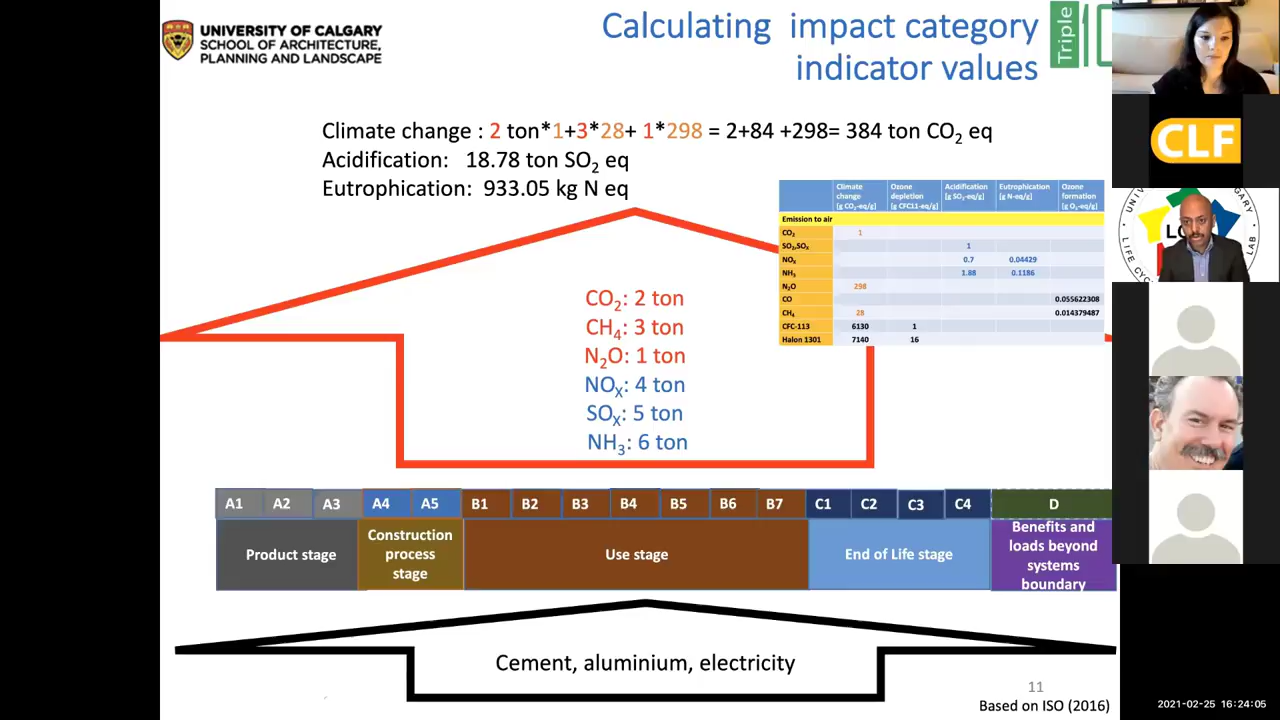 UNIVERSITY OF CALGARY
SCHOOL OF ARCHITECTURE,
PLANNING AND LANDSCAPE
Calculating impact category
indicator values
Triple
Climate change : 2 ton*1+3*28+ 1*298 = 2+84 +298= 384 ton CO₂ eq
Acidification: 18.78 ton SO₂ eq
Eutrophication: 933.05 kg N eq
Climate change [g CO₂-eq/g] Ozone depletion [g CFC11-eq/g] Acidification [g SO₂-eq/g] Eutrophication [g N-eq/g] Ozone formation [g O₃-eq/g]
Emission to air
CO₂ 1
SO₂,SOₓ 1
NOₓ 0.7 0.04429
NH₃ 1.88 0.1186
N₂O 298
CO 0.055622308
CH₄ 28 0.014379487
CFC-113 6130 1
Halon 1301 7140 16
CO₂: 2 ton
CH₄: 3 ton
N₂O: 1 ton
NOₓ: 4 ton
SOₓ: 5 ton
NH₃: 6 ton
A1 A2 A3 A4 A5 B1 B2 B3 B4 B5 B6 B7 C1 C2 C3 C4 D
Product stage
Construction
process
stage
Use stage
End of Life stage
Benefits and
loads beyond
systems
boundary
Cement, aluminium, electricity
11
Based on ISO (2016)
CLF
LIFE CYC
LAB
2021-02-25 16:24:05